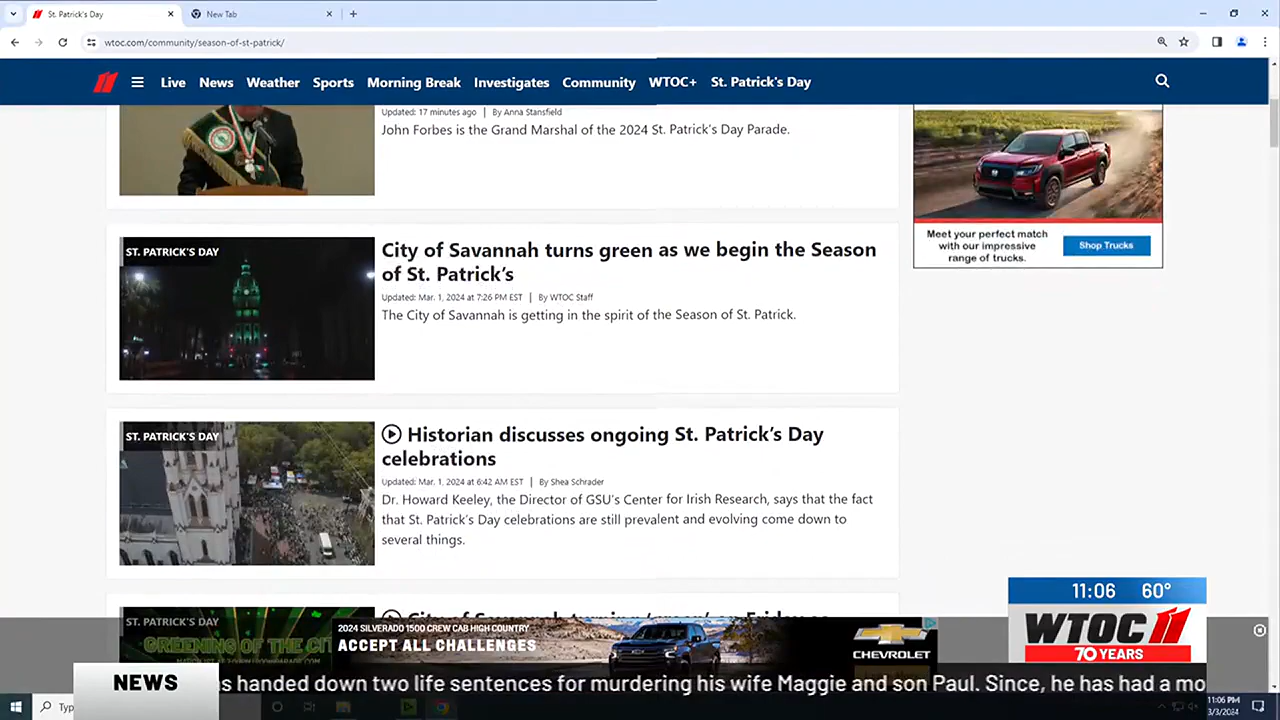 St. Patrick's Day
New Tab
wtoc.com/community/season-of-st-patrick/
Live News Weather Sports Morning Break Investigates Community WTOC+ St. Patrick's Day
Updated: 17 minutes ago | By Anna Stansfield
John Forbes is the Grand Marshal of the 2024 St. Patrick's Day Parade.
Meet your perfect match
with our impressive
range of trucks.
Shop Trucks
ST. PATRICK'S DAY
City of Savannah turns green as we begin the Season
of St. Patrick's
Updated: Mar. 1, 2024 at 7:26 PM EST | By WTOC Staff
The City of Savannah is getting in the spirit of the Season of St. Patrick.
ST. PATRICK'S DAY
Historian discusses ongoing St. Patrick's Day
celebrations
Updated: Mar. 1, 2024 at 6:42 AM EST | By Shea Schrader
Dr. Howard Keeley, the Director of GSU's Center for Irish Research, says that the fact
that St. Patrick's Day celebrations are still prevalent and evolving come down to
several things.
ST. PATRICK'S DAY
GREENING OF THE CIT
2024 SILVERADO 1500 CREW CAB HIGH COUNTRY
ACCEPT ALL CHALLENGES
CHEVROLET
11:06 60°
WTOC 11
70 YEARS
NEWS
s handed down two life sentences for murdering his wife Maggie and son Paul. Since, he has had a mo
Typ
11:06 PM
3/3/2024